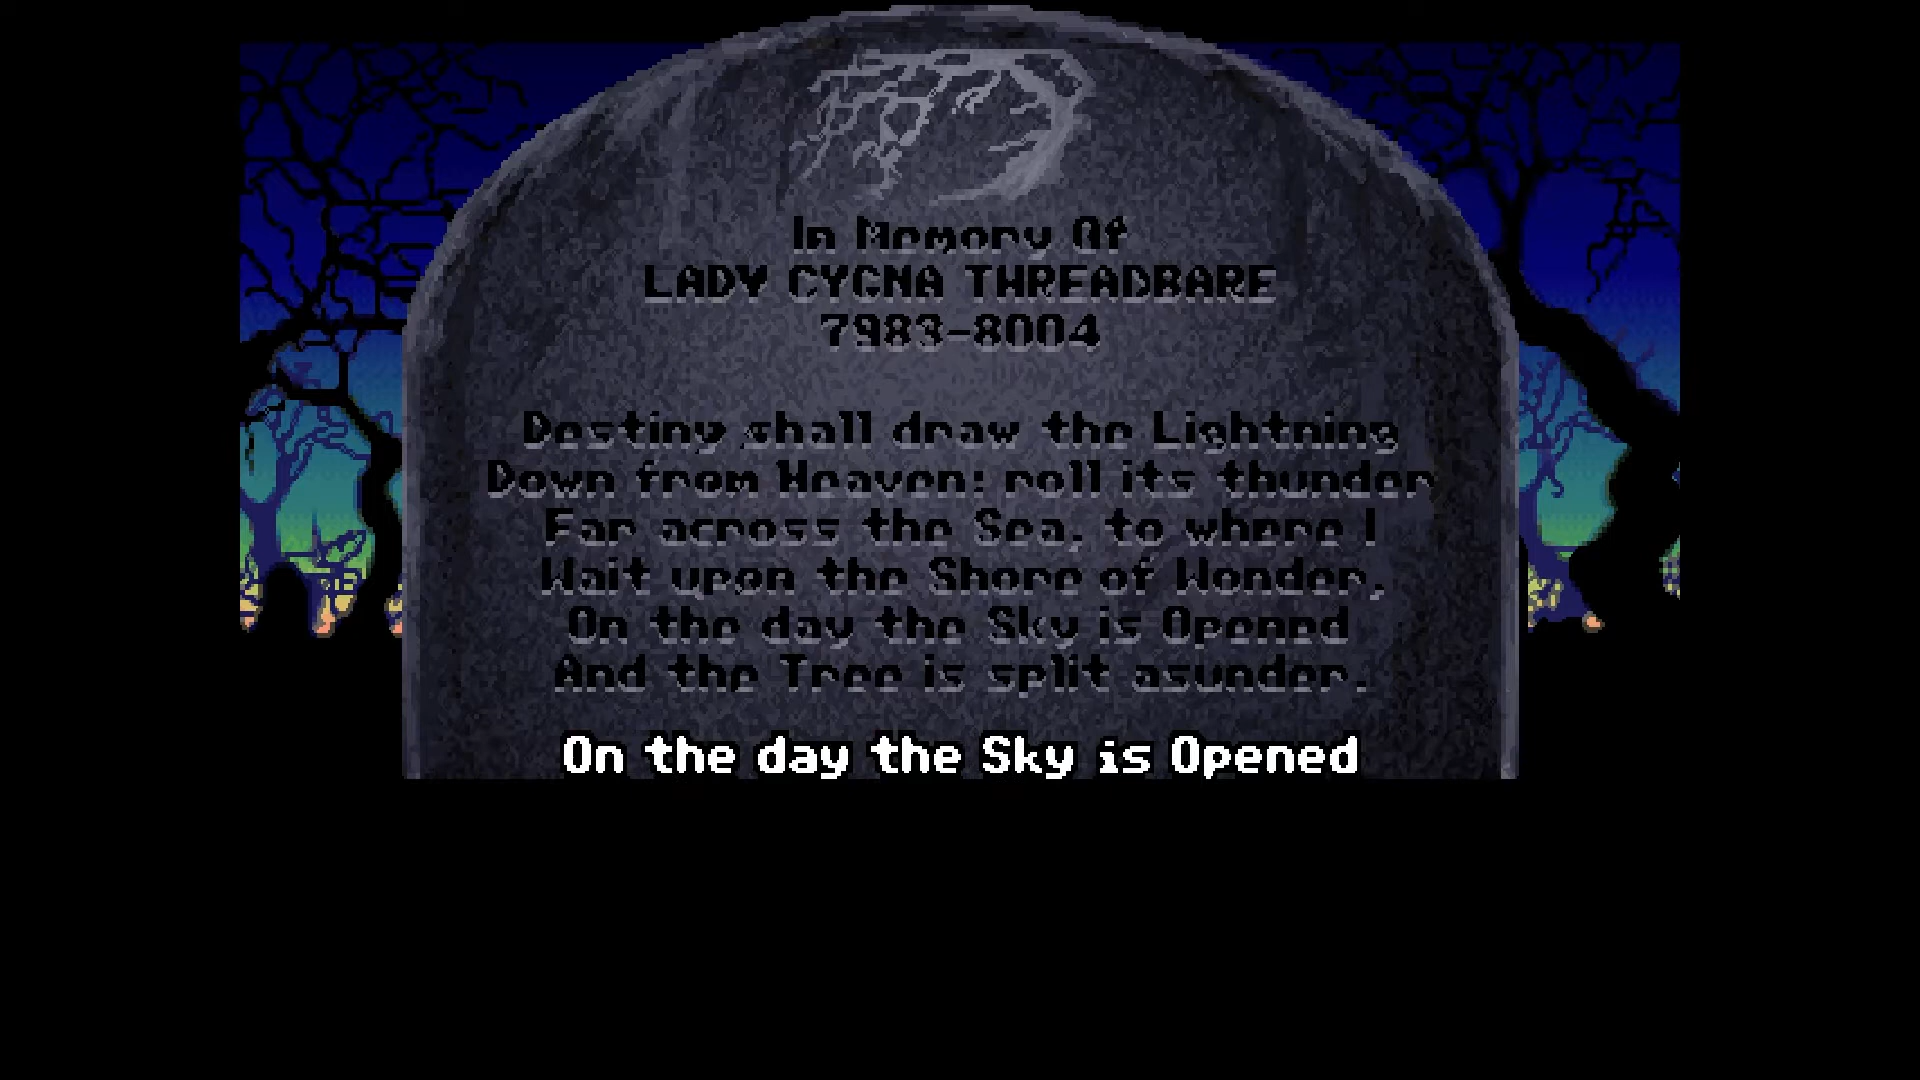 In Memory Of
LADY CYGNA THREADBARE
7983-8004
Destiny shall draw the Lightning
Down from Heaven: roll its thunder
Far across the Sea, to where I
Wait upon the Shore of Wonder,
On the day the Sky is Opened
And the Tree is split asunder.
On the day the Sky is Opened